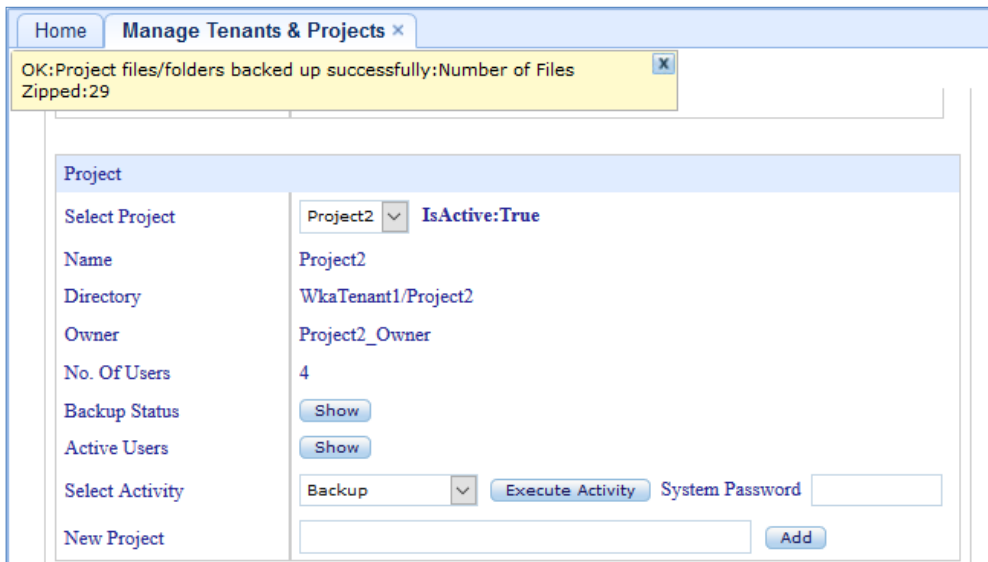 Home Manage Tenants & Projects ×
OK:Project files/folders backed up successfully:Number of Files
Zipped:29
x
Project
Select Project Project2 IsActive:True
Name Project2
Directory WkaTenant1/Project2
Owner Project2_Owner
No. Of Users 4
Backup Status Show
Active Users Show
Select Activity Backup Execute Activity System Password
New Project Add